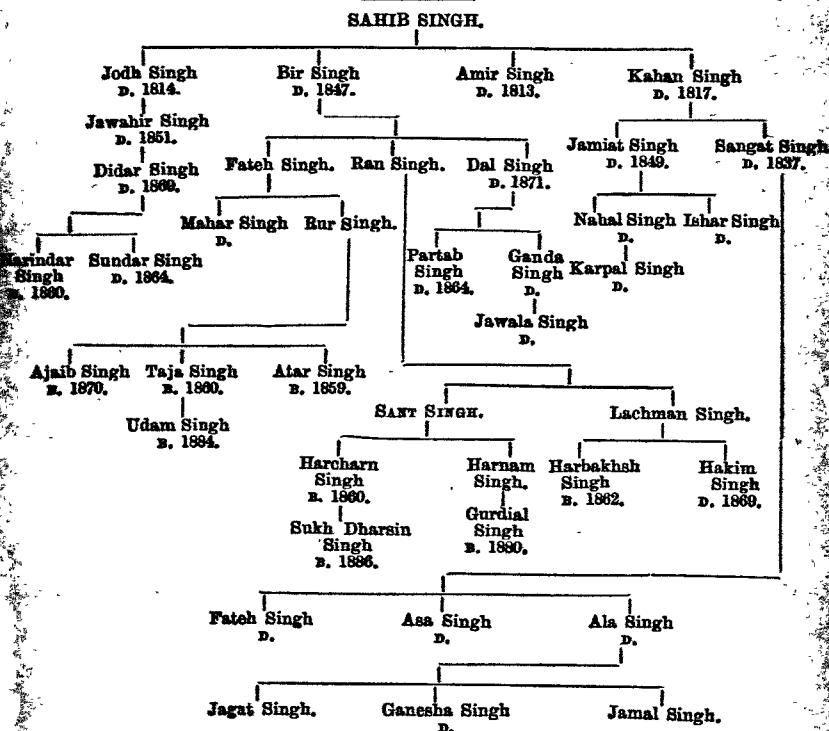 SAHIB SINGH.
Jodh Singh Bir Singh Amir Singh Kahan Singh
D. 1814. D. 1847. D. 1813. D. 1817.
Jawahir Singh
D. 1851.
Jamiat Singh Sangat Singh
D. 1849. D. 1837.
Didar Singh Fateh Singh. Ran Singh. Dal Singh
D. 1869. D. 1871.
Mahar Singh Rur Singh. Nahal Singh Ishar Singh
D. D. D.
Narindar Sundar Singh Partab Ganda Karpal Singh
Singh D. 1864. Singh Singh D.
B. 1860. D. 1864. D.
Jawala Singh
D.
Ajaib Singh Taja Singh Atar Singh
B. 1870. B. 1860. B. 1859.
Udam Singh SANT SINGH. Lachman Singh.
B. 1884.
Harcharn Harnam Harbakhsh Hakim
Singh Singh. Singh Singh
B. 1860. B. 1862. D. 1869.
Sukh Dharsin Gurdial
Singh Singh
B. 1886. B. 1880.
Fateh Singh Asa Singh Ala Singh
D. D. D.
Jagat Singh. Ganesha Singh Jamal Singh.
D.